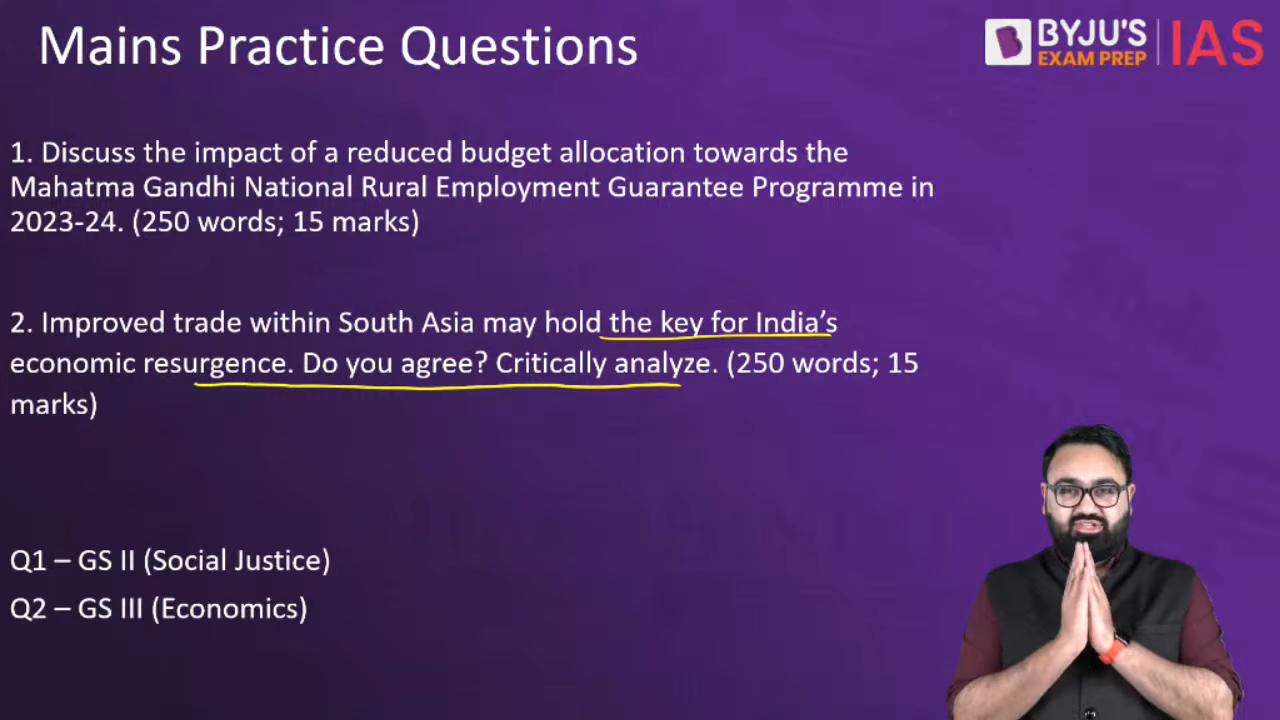 Mains Practice Questions
BYJU'S
EXAM PREP
IAS
1. Discuss the impact of a reduced budget allocation towards the
Mahatma Gandhi National Rural Employment Guarantee Programme in
2023-24. (250 words; 15 marks)
2. Improved trade within South Asia may hold the key for India’s
economic resurgence. Do you agree? Critically analyze. (250 words; 15
marks)
Q1 – GS II (Social Justice)
Q2 – GS III (Economics)